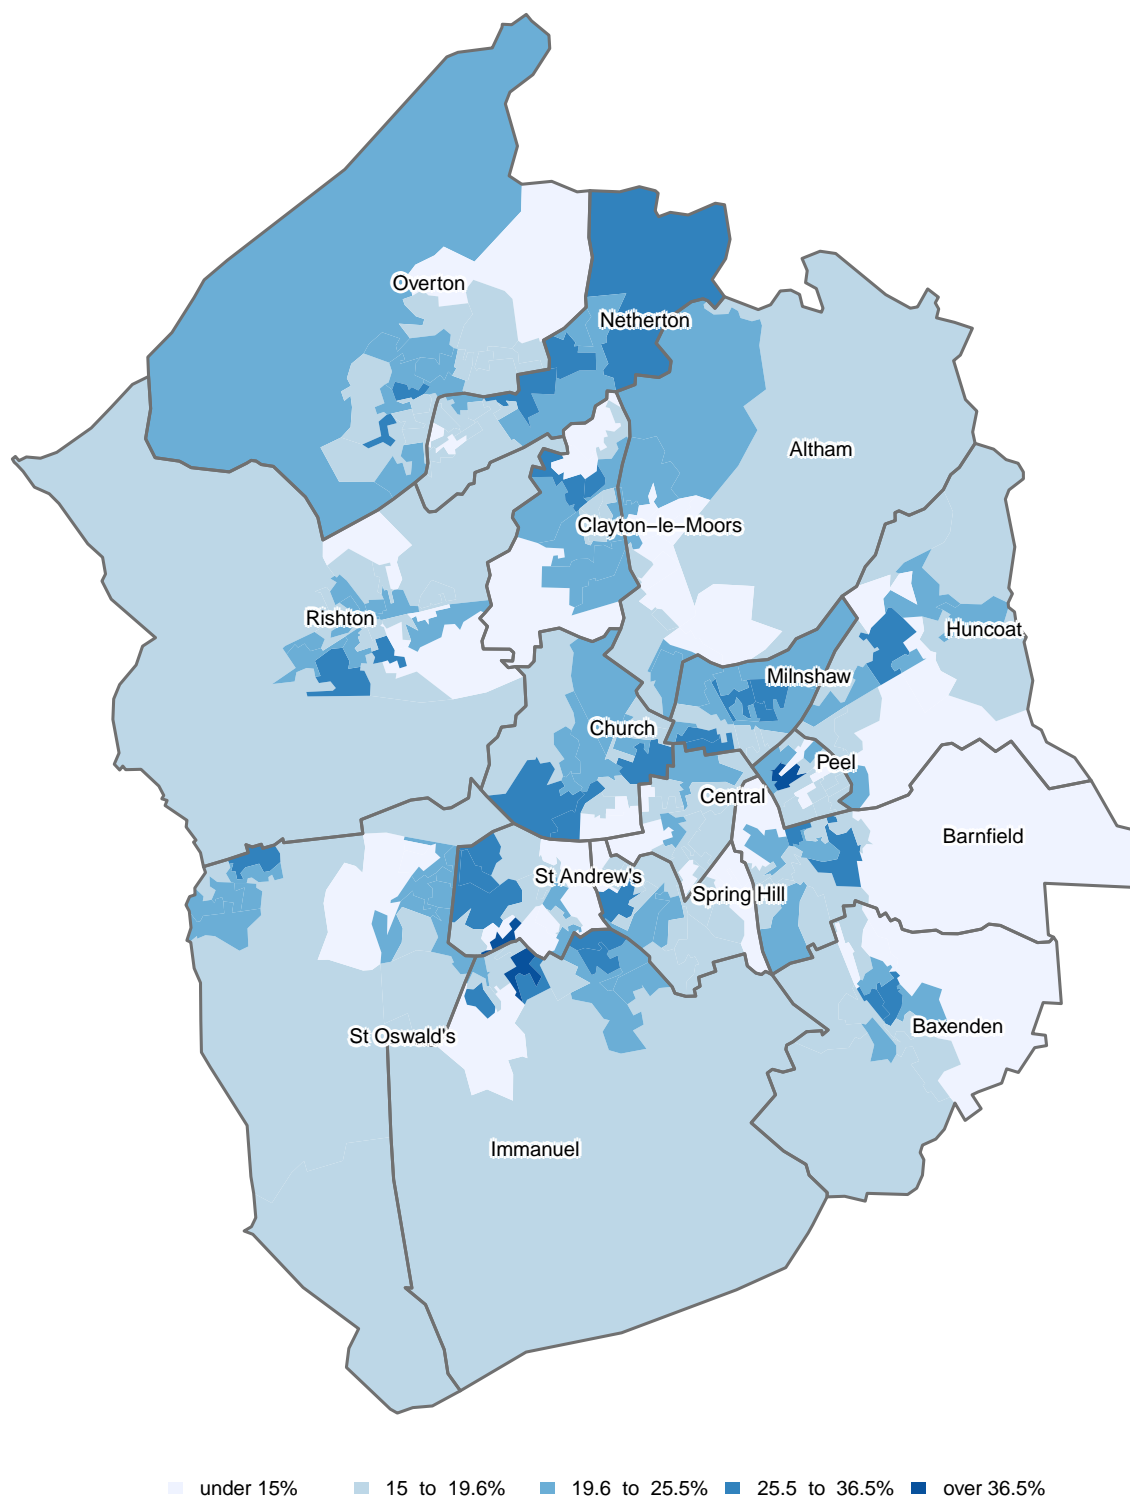 Overton
Netherton
Altham
Clayton−le−Moors
Rishton
Huncoat
Milnshaw
Church
Peel
Central
Barnfield
St Andrew's
Spring Hill
Baxenden
St Oswald's
Immanuel
under 15% 15 to 19.6% 19.6 to 25.5% 25.5 to 36.5% over 36.5%